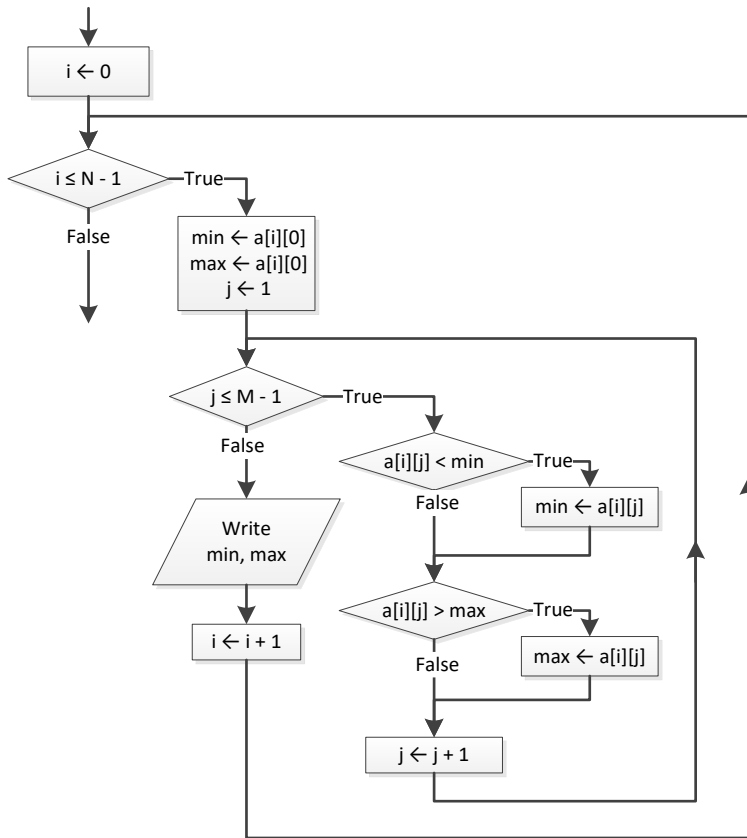 i ← 0
i ≤ N - 1
True
False
min ← a[i][0]
max ← a[i][0]
j ← 1
j ≤ M - 1
True
False
a[i][j] < min
True
False
min ← a[i][j]
Write
min, max
a[i][j] > max
True
False
max ← a[i][j]
i ← i + 1
j ← j + 1